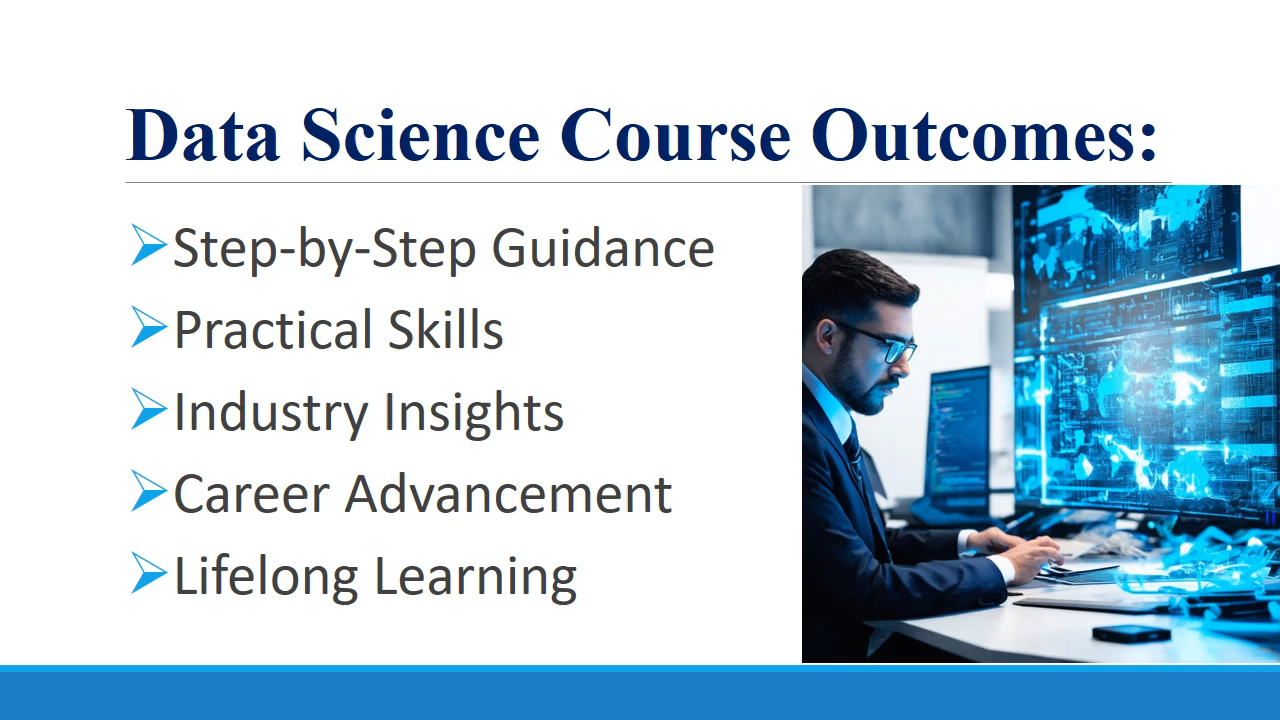 Data Science Course Outcomes:
Step-by-Step Guidance
Practical Skills
Industry Insights
Career Advancement
Lifelong Learning